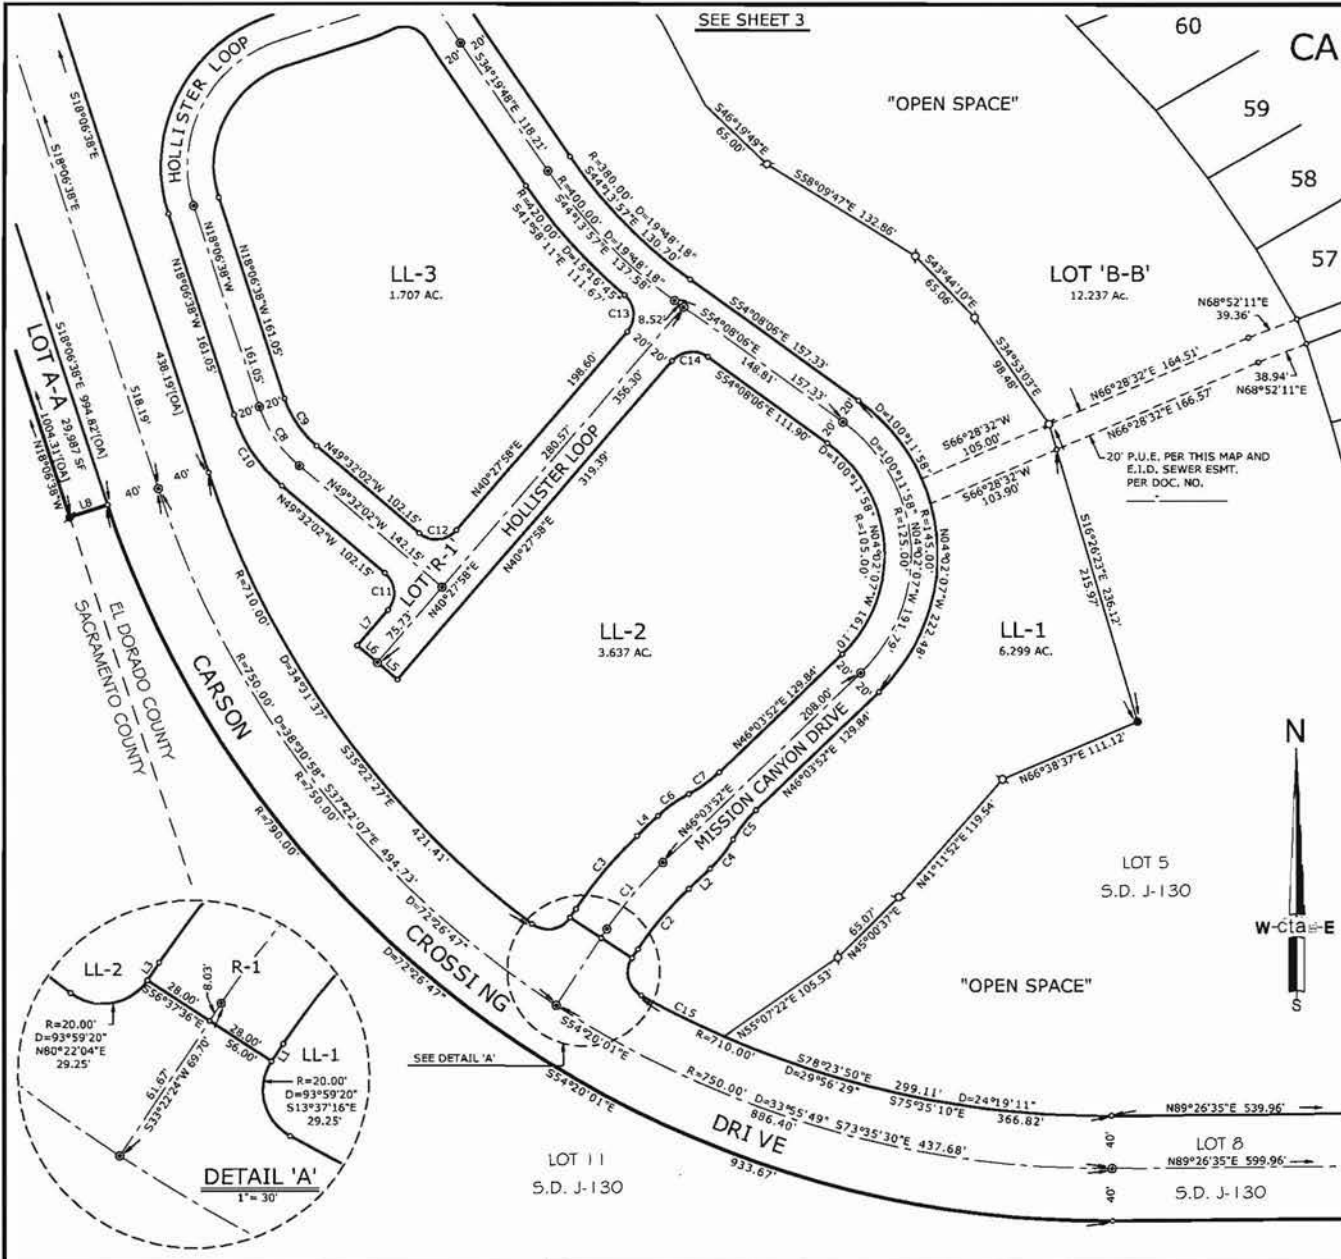 SEE SHEET 3
60
CA
59
58
57
"OPEN SPACE"
LOT 'B-B'
12.237 Ac.
HOLLISTER LOOP
S18°06'38"E
S18°06'38"E
S18°06'38"E
438.19'(OA)
518.19'
N18°06'38"W 161.05'
N18°06'38"W
161.05'
N18°06'38"W 161.05'
LOT A-A
29,987 SF
S18°06'38"E 994.82'(OA)
1004.31'(OA)
N18°06'38"W
L8
40'
40'
20'
20'
S34°19'48"E 118.21'
20'
20'
R=380.00' D=19°48'18"
S44°13'57"E 130.70'
R=400.00' D=19°48'18"
S44°13'57"E 137.58'
R=420.00' D=15°16'45"
S41°58'11"E 111.67'
S46°19'49"E
65.00'
S58°09'47"E 132.86'
S43°44'10"E
65.06'
S34°53'03"E
98.48'
N68°52'11"E
39.36'
N66°28'32"E 164.51'
38.94'
N68°52'11"E
N66°28'32"E 166.57'
S66°28'32"W
105.00'
S66°28'32"W
103.90'
20' P.U.E. PER THIS MAP AND
E.I.D. SEWER ESMT.
PER DOC. NO.
LL-3
1.707 AC.
C13
8.52'
C14
20'
20'
S54°08'06"E 157.33'
S54°08'06"E
148.81'
157.33'
S54°08'06"E 111.90'
20'
20'
198.60'
N40°27'58"E
356.30'
280.57'
HOLLISTER LOOP
319.39'
N40°27'58"E
C8
C9
C10
N49°32'02"W 102.15'
N49°32'02"W
142.15'
N49°32'02"W 102.15'
C12
C11
LOT 'R-1'
N40°27'58"E
75.73'
L7
L6
L5
D=100°11'58"
R=145.00'
N04°02'07"W 222.48'
D=100°11'58"
R=125.00'
N04°02'07"W 191.79'
D=100°11'58"
R=105.00'
N04°02'07"W 161.10'
S16°26'23"E 236.12'
215.97'
LL-2
3.637 AC.
LL-1
6.299 AC.
20'
20'
N46°03'52"E 129.84'
208.00'
N46°03'52"E
MISSION CANYON DRIVE
N46°03'52"E 129.84'
C7
C6
L4
C3
C1
C5
C4
L2
C2
N66°38'37"E 111.12'
N41°11'52"E 119.54'
65.07'
N45°00'37"E
N55°07'22"E 105.53'
LOT 5
S.D. J-130
"OPEN SPACE"
N
W
E
S
EL DORADO COUNTY
SACRAMENTO COUNTY
CARSON
CROSSING
DRIVE
R=710.00'
D=34°31'37"
S35°22'27"E
421.41'
R=750.00' D=38°30'58" S37°22'07"E 494.73'
R=750.00'
D=72°26'47"
R=790.00'
D=72°26'47"
S54°20'01"E
S54°20'01"E
C15
R=710.00'
S78°23'50"E 299.11' D=24°19'11"
D=29°56'29" S75°35'10"E 366.82'
R=750.00' D=33°55'49" S73°35'30"E 437.68'
886.40'
933.67'
N89°26'35"E 539.96'
40'
LOT 8
N89°26'35"E 599.96'
40'
S.D. J-130
LOT 11
S.D. J-130
SEE DETAIL 'A'
LL-2
L3
R-1
8.03'
28.00'
S56°37'36"E
28.00'
56.00'
L1
LL-1
R=20.00'
D=93°59'20"
N80°22'04"E
29.25'
R=20.00'
D=93°59'20"
S13°37'16"E
29.25'
61.67'
S33°22'24"W 69.70'
DETAIL 'A'
1"= 30'